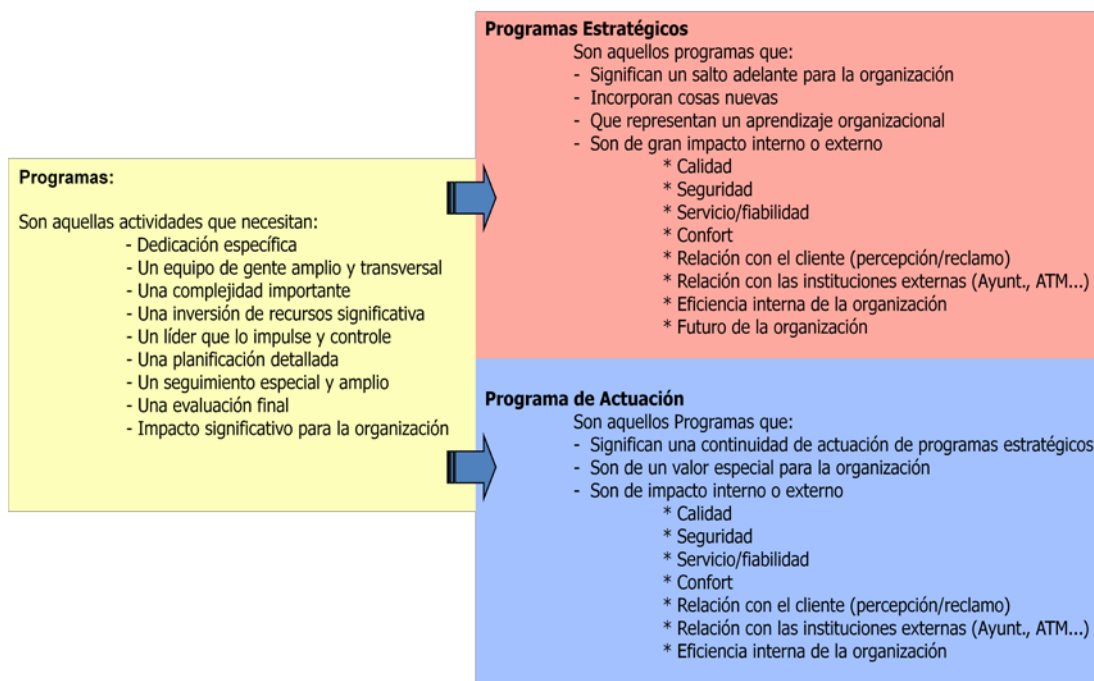 Programas:
Son aquellas actividades que necesitan:
- Dedicación específica
- Un equipo de gente amplio y transversal
- Una complejidad importante
- Una inversión de recursos significativa
- Un líder que lo impulse y controle
- Una planificación detallada
- Un seguimiento especial y amplio
- Una evaluación final
- Impacto significativo para la organización
Programas Estratégicos
Son aquellos programas que:
- Significan un salto adelante para la organización
- Incorporan cosas nuevas
- Que representan un aprendizaje organizacional
- Son de gran impacto interno o externo
* Calidad
* Seguridad
* Servicio/fiabilidad
* Confort
* Relación con el cliente (percepción/reclamo)
* Relación con las instituciones externas (Ayunt., ATM...)
* Eficiencia interna de la organización
* Futuro de la organización
Programa de Actuación
Son aquellos Programas que:
- Significan una continuidad de actuación de programas estratégicos
- Son de un valor especial para la organización
- Son de impacto interno o externo
* Calidad
* Seguridad
* Servicio/fiabilidad
* Confort
* Relación con el cliente (percepción/reclamo)
* Relación con las instituciones externas (Ayunt., ATM...)
* Eficiencia interna de la organización